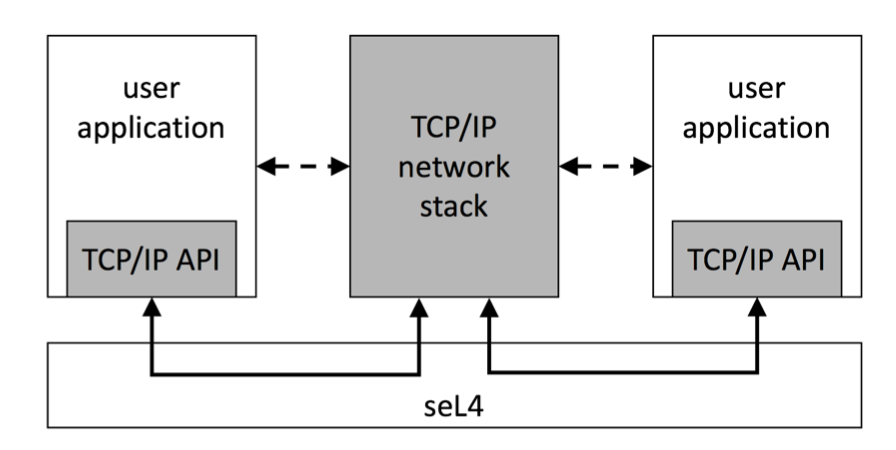 user
application
TCP/IP API
TCP/IP
network
stack
user
application
TCP/IP API
seL4